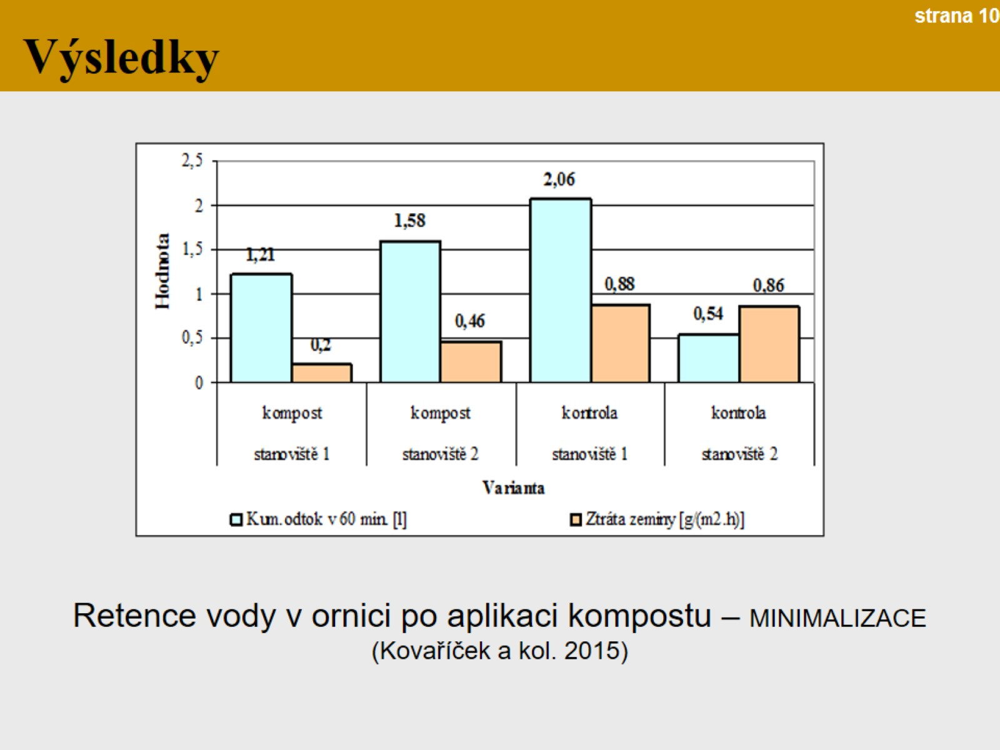 strana 10
Výsledky
2,5
2
1,5
1
0,5
0
Hodnota
1,21
0,2
1,58
0,46
2,06
0,88
0,54
0,86
kompost kompost kontrola kontrola
stanoviště 1 stanoviště 2 stanoviště 1 stanoviště 2
Varianta
Kum. odtok v 60 min. [l] Ztráta zeminy [g/(m2.h)]
Retence vody v ornici po aplikaci kompostu – MINIMALIZACE
(Kovaříček a kol. 2015)